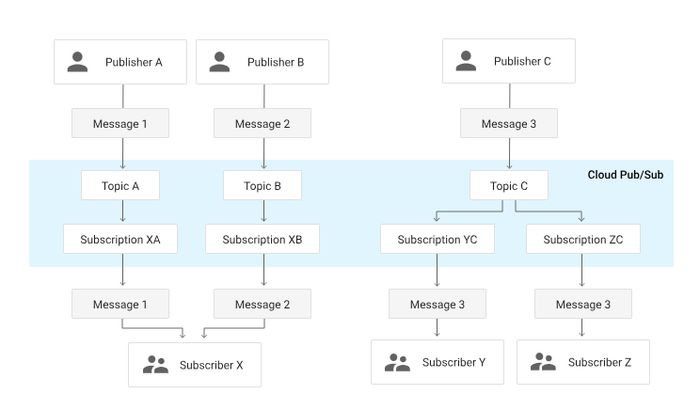 Publisher A
Publisher B
Publisher C
Message 1
Message 2
Message 3
Cloud Pub/Sub
Topic A
Topic B
Topic C
Subscription XA
Subscription XB
Subscription YC
Subscription ZC
Message 1
Message 2
Message 3
Message 3
Subscriber X
Subscriber Y
Subscriber Z